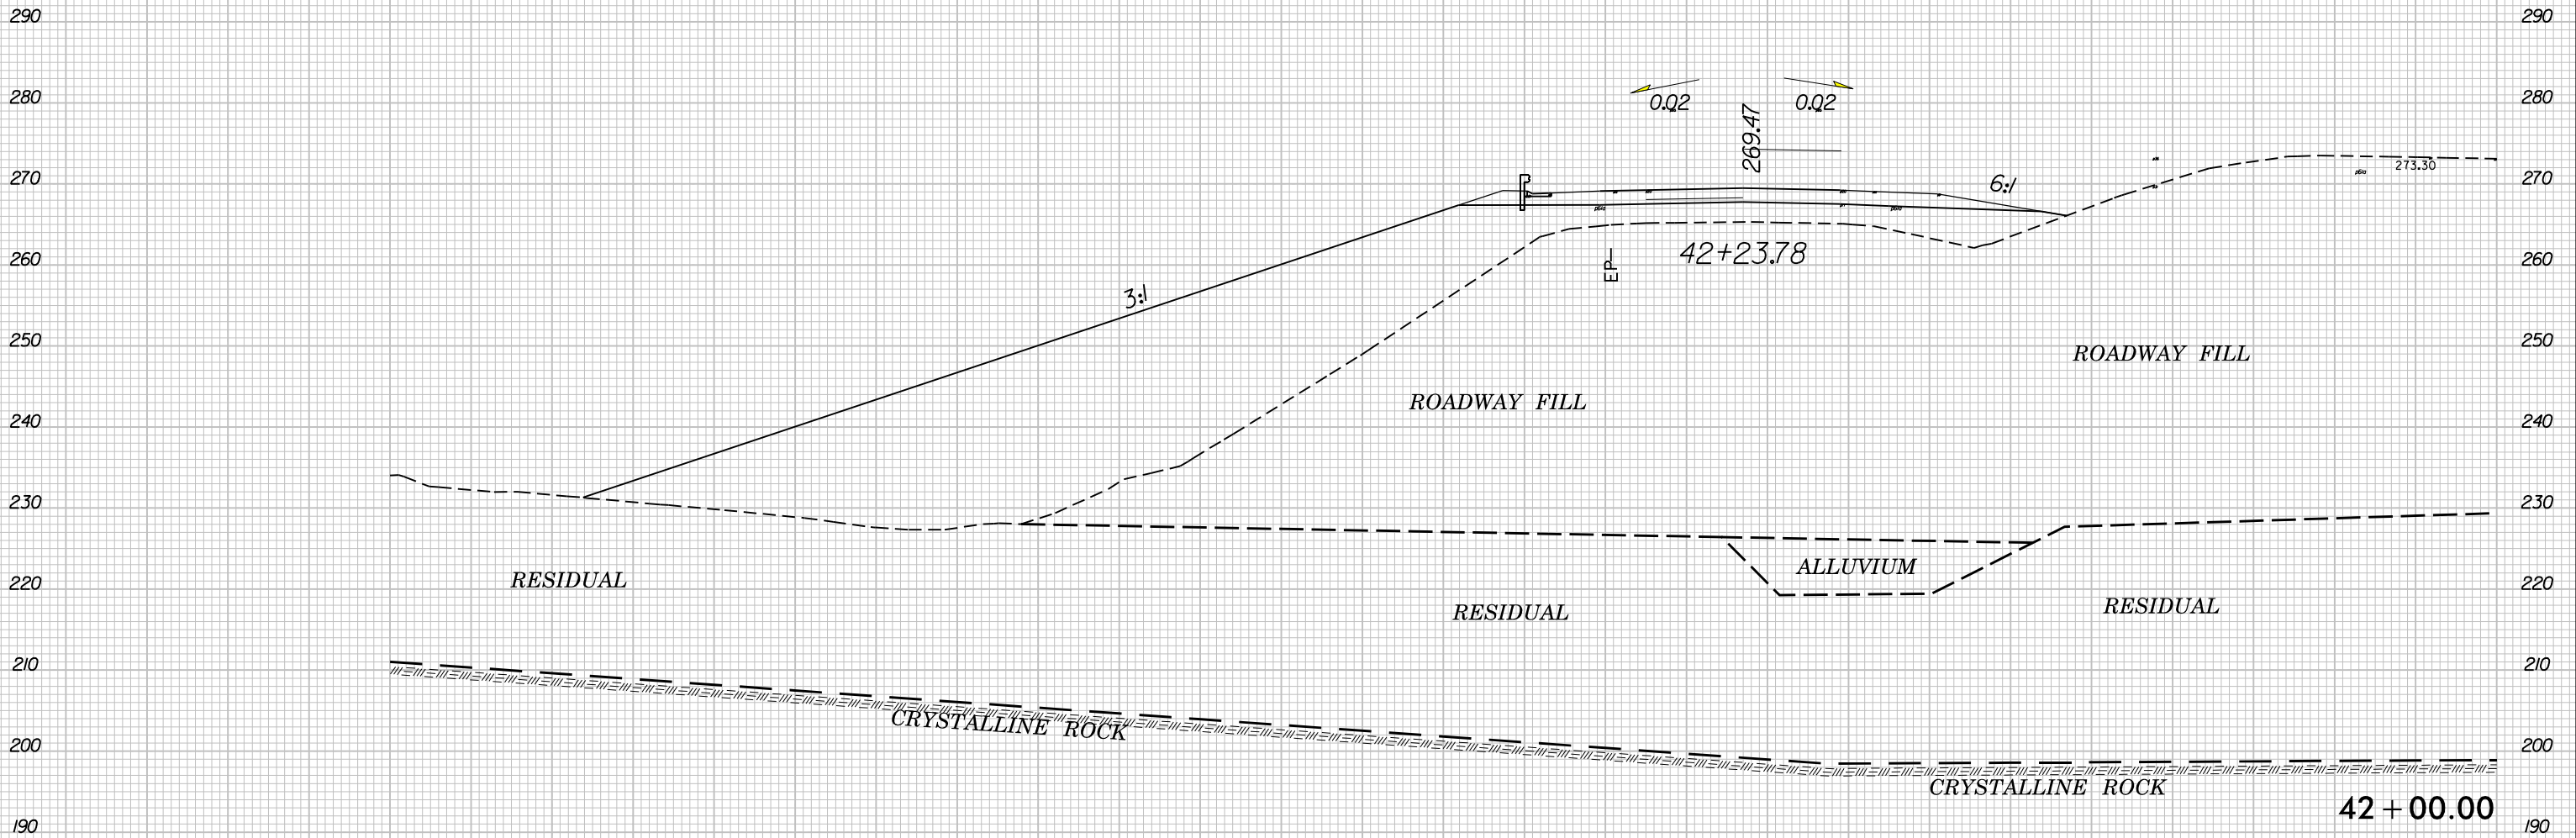 290 290
280 280
0.02 0.02
269.47
270 270
6:1
273.30
260 260
EP
42+23.78
3:1
250 250
ROADWAY FILL
ROADWAY FILL
240 240
230 230
ALLUVIUM
RESIDUAL
220 220
RESIDUAL
RESIDUAL
210 210
CRYSTALLINE ROCK
200 200
CRYSTALLINE ROCK
42+00.00
190 190